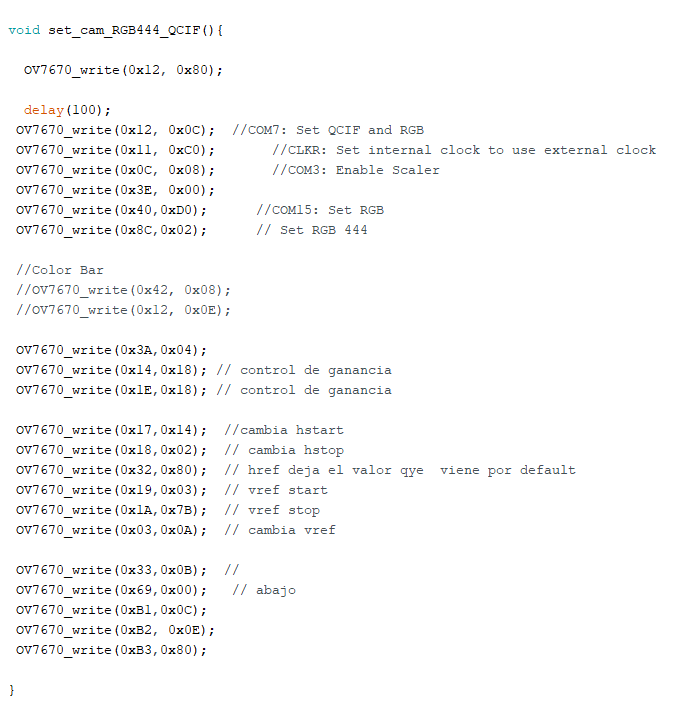 void set_cam_RGB444_QCIF(){
OV7670_write(0x12, 0x80);
delay(100);
OV7670_write(0x12, 0x0C);  //COM7: Set QCIF and RGB
OV7670_write(0x11, 0xC0);       //CLKR: Set internal clock to use external clock
OV7670_write(0x0C, 0x08);       //COM3: Enable Scaler
OV7670_write(0x3E, 0x00);
OV7670_write(0x40,0xD0);      //COM15: Set RGB
OV7670_write(0x8C,0x02);      // Set RGB 444
//Color Bar
//OV7670_write(0x42, 0x08);
//OV7670_write(0x12, 0x0E);
OV7670_write(0x3A,0x04);
OV7670_write(0x14,0x18); // control de ganancia
OV7670_write(0x1E,0x18); // control de ganancia
OV7670_write(0x17,0x14);  //cambia hstart
OV7670_write(0x18,0x02);  // cambia hstop
OV7670_write(0x32,0x80);  // href deja el valor qye  viene por default
OV7670_write(0x19,0x03);  // vref start
OV7670_write(0x1A,0x7B);  // vref stop
OV7670_write(0x03,0x0A);  // cambia vref
OV7670_write(0x33,0x0B);  //
OV7670_write(0x69,0x00);   // abajo
OV7670_write(0xB1,0x0C);
OV7670_write(0xB2, 0x0E);
OV7670_write(0xB3,0x80);
}